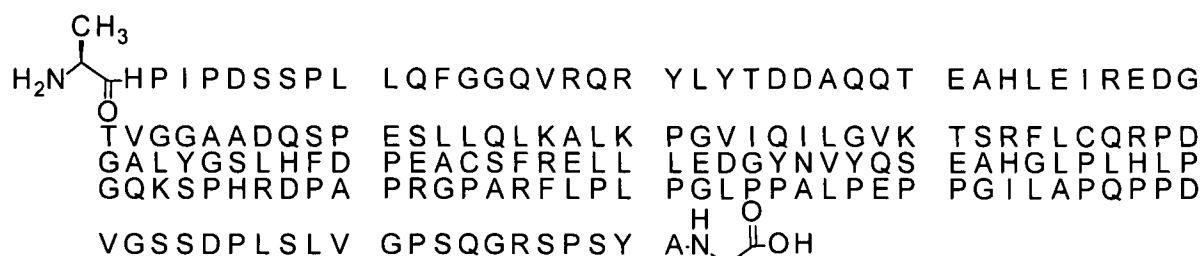 CH3
H2N HPIPDSSPL LQFGGQVRQR YLYTDDAQQT EAHLEIREDG
O
TVGGAADQSP ESLLQLKALK PGVIQILGVK TSRFLCQRPD
GALYGSLHFD PEACSFRELL LEDGYNVYQS EAHGLPLHLP
GQKSPHRDPA PRGPARFLPL PGLPPALPEP PGILAPQPPD
H O
VGSSDPLSLV GPSQGRSPSY A-N OH